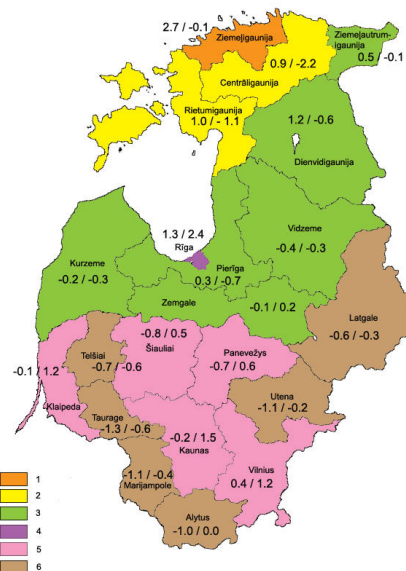 2.7 / -0.1
Ziemeļigaunija
Ziemeļautrum-
igaunija
0.5 / -0.1
0.9 / -2.2
Centrāligaunija
Rietumigaunija
1.0 / - 1.1
1.2 / -0.6
Dienvidigaunija
1.3 / 2.4
Rīga
Vidzeme
-0.4 / -0.3
Kurzeme
-0.2 / -0.3
Pierīga
0.3 / -0.7
Zemgale
-0.1 / 0.2
Latgale
-0.6 / -0.3
-0.8 / 0.5
Šiauliai
Telšiai
-0.7 / -0.6
Panevežys
-0.7 / 0.6
-0.1 / 1.2
Klaipeda
Utena
-1.1 / -0.2
Taurage
-1.3 / -0.6
-0.2 / 1.5
Kaunas
Vilnius
0.4 / 1.2
-1.1 / -0.4
Marijampole
Alytus
-1.0 / 0.0
1
2
3
4
5
6